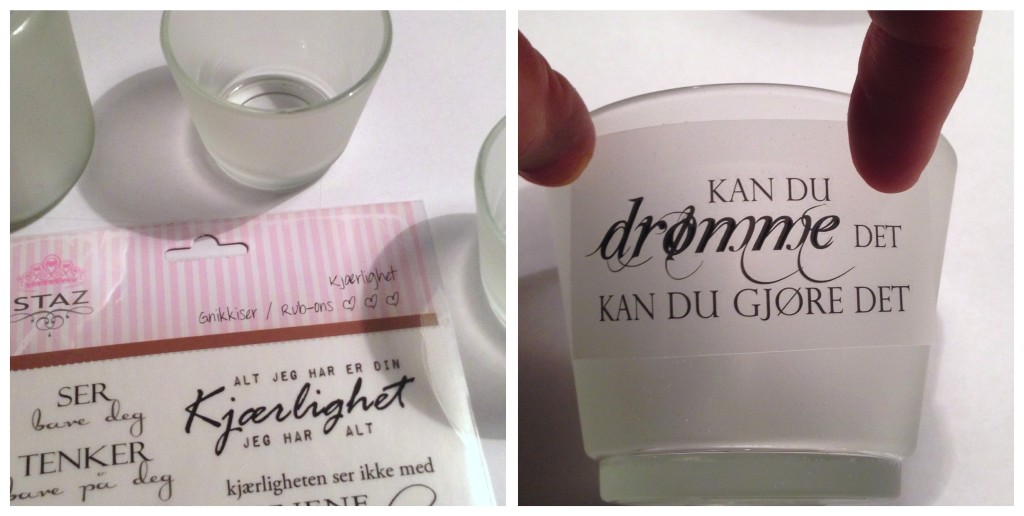 STAZ
Kjærlighet
Gnikkiser / Rub-ons
SER
bare deg
TENKER
bare på deg
ALT JEG HAR ER DIN
Kjærlighet
JEG HAR ALT
kjærligheten ser ikke med
KAN DU
drømme DET
KAN DU GJØRE DET